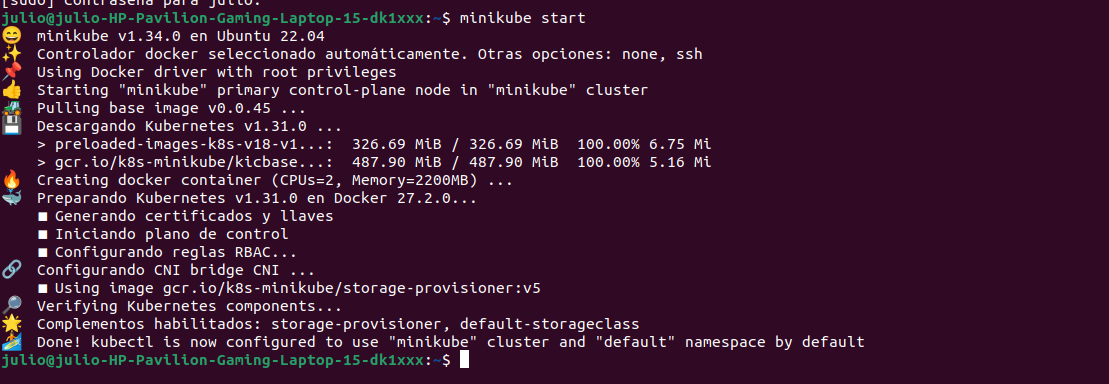 [sudo] contraseña para julio:
julio@julio-HP-Pavilion-Gaming-Laptop-15-dk1xxx:~$ minikube start
😄 minikube v1.34.0 en Ubuntu 22.04
✨ Controlador docker seleccionado automáticamente. Otras opciones: none, ssh
📌 Using Docker driver with root privileges
👍 Starting "minikube" primary control-plane node in "minikube" cluster
🚜 Pulling base image v0.0.45 ...
💾 Descargando Kubernetes v1.31.0 ...
> preloaded-images-k8s-v18-v1...: 326.69 MiB / 326.69 MiB 100.00% 6.75 Mi
> gcr.io/k8s-minikube/kicbase...: 487.90 MiB / 487.90 MiB 100.00% 5.16 Mi
🔥 Creating docker container (CPUs=2, Memory=2200MB) ...
🐳 Preparando Kubernetes v1.31.0 en Docker 27.2.0...
■ Generando certificados y llaves
■ Iniciando plano de control
■ Configurando reglas RBAC...
🔗 Configurando CNI bridge CNI ...
■ Using image gcr.io/k8s-minikube/storage-provisioner:v5
🔎 Verifying Kubernetes components...
🌟 Complementos habilitados: storage-provisioner, default-storageclass
🏄 Done! kubectl is now configured to use "minikube" cluster and "default" namespace by default
julio@julio-HP-Pavilion-Gaming-Laptop-15-dk1xxx:~$